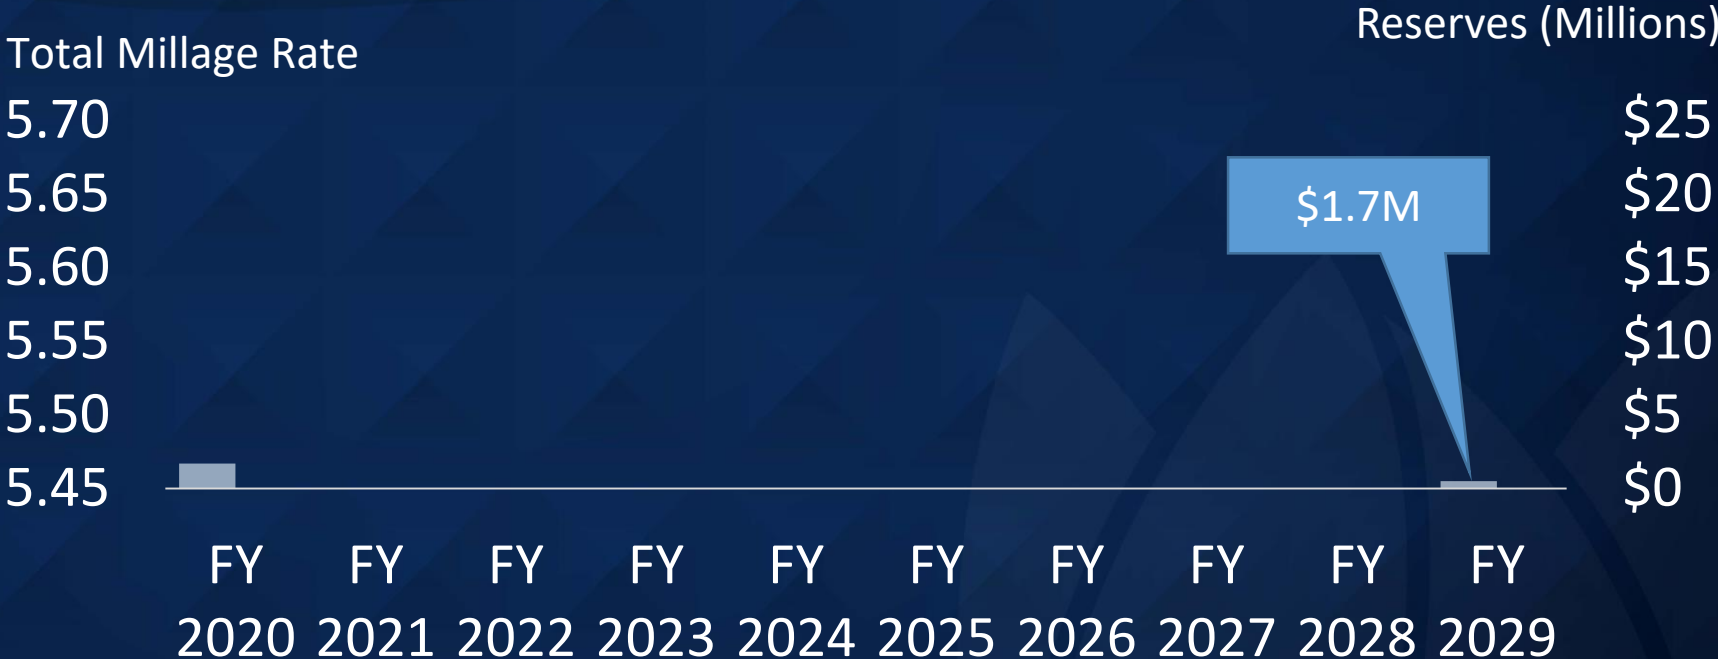 Reserves (Millions)
Total Millage Rate
5.70
5.65
5.60
5.55
5.50
5.45
$25
$20
$15
$10
$5
$0
$1.7M
FY FY FY FY FY FY FY FY FY FY
2020 2021 2022 2023 2024 2025 2026 2027 2028 2029